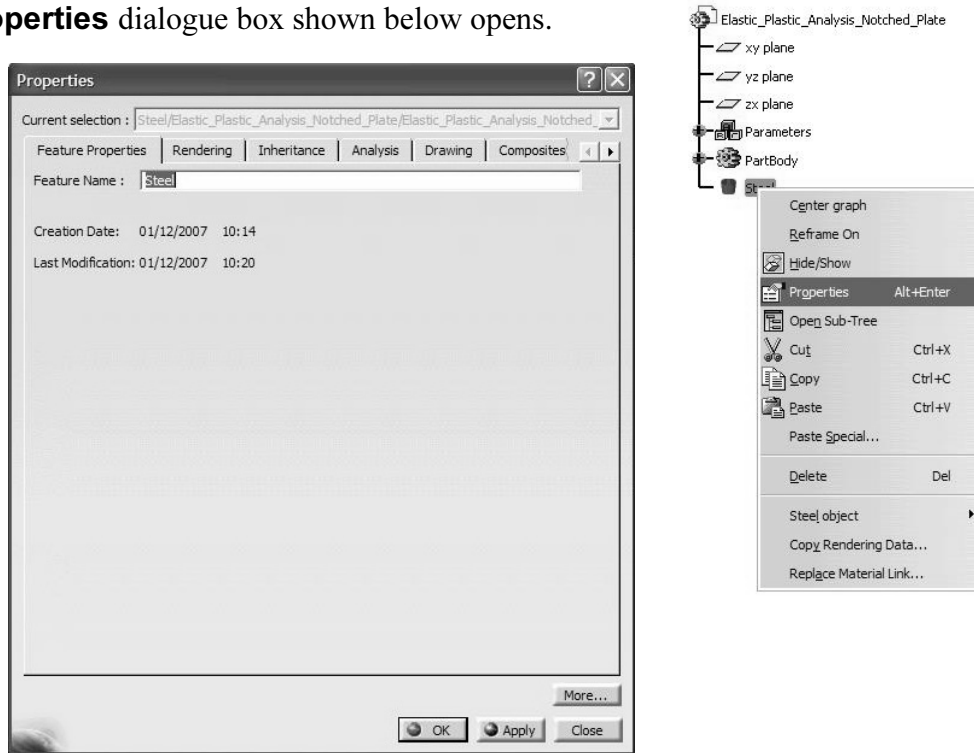 operties dialogue box shown below opens.
Properties
Current selection : Steel/Elastic_Plastic_Analysis_Notched_Plate/Elastic_Plastic_Analysis_Notched_
Feature Properties Rendering Inheritance Analysis Drawing Composites
Feature Name : Steel
Creation Date: 01/12/2007 10:14
Last Modification: 01/12/2007 10:20
More...
OK Apply Close
Elastic_Plastic_Analysis_Notched_Plate
xy plane
yz plane
zx plane
Parameters
PartBody
Steel
Center graph
Reframe On
Hide/Show
Properties Alt+Enter
Open Sub-Tree
Cut Ctrl+X
Copy Ctrl+C
Paste Ctrl+V
Paste Special...
Delete Del
Steel object
Copy Rendering Data...
Replace Material Link...